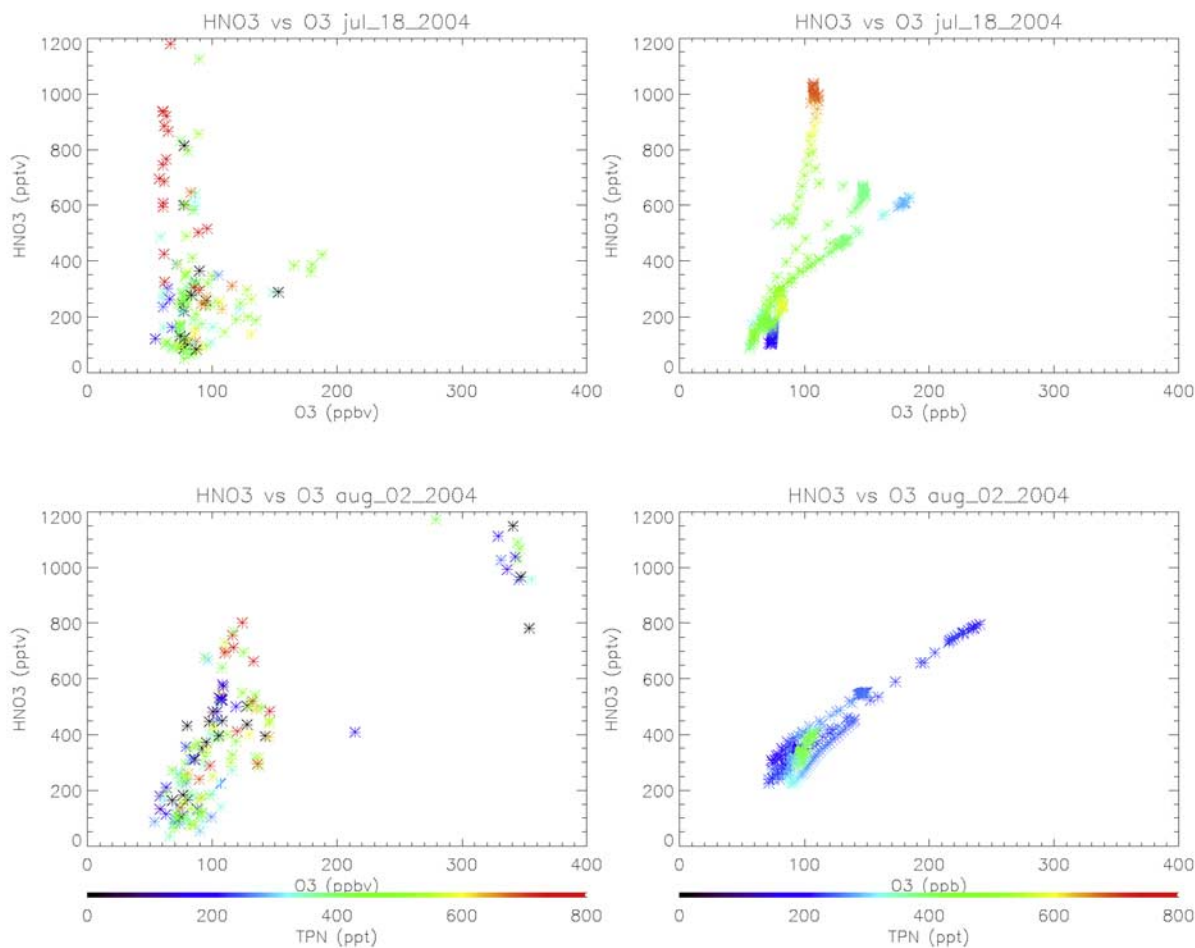 HNO3 vs O3 jul_18_2004
1200
1000
800
600
400
200
0
HNO3 (pptv)
0 100 200 300 400
O3 (ppbv)
HNO3 vs O3 jul_18_2004
1200
1000
800
600
400
200
0
HNO3 (pptv)
0 100 200 300 400
O3 (ppb)
HNO3 vs O3 aug_02_2004
1200
1000
800
600
400
200
0
HNO3 (pptv)
0 100 200 300 400
O3 (ppbv)
0 200 400 600 800
TPN (ppt)
HNO3 vs O3 aug_02_2004
1200
1000
800
600
400
200
0
HNO3 (pptv)
0 100 200 300 400
O3 (ppb)
0 200 400 600 800
TPN (ppt)